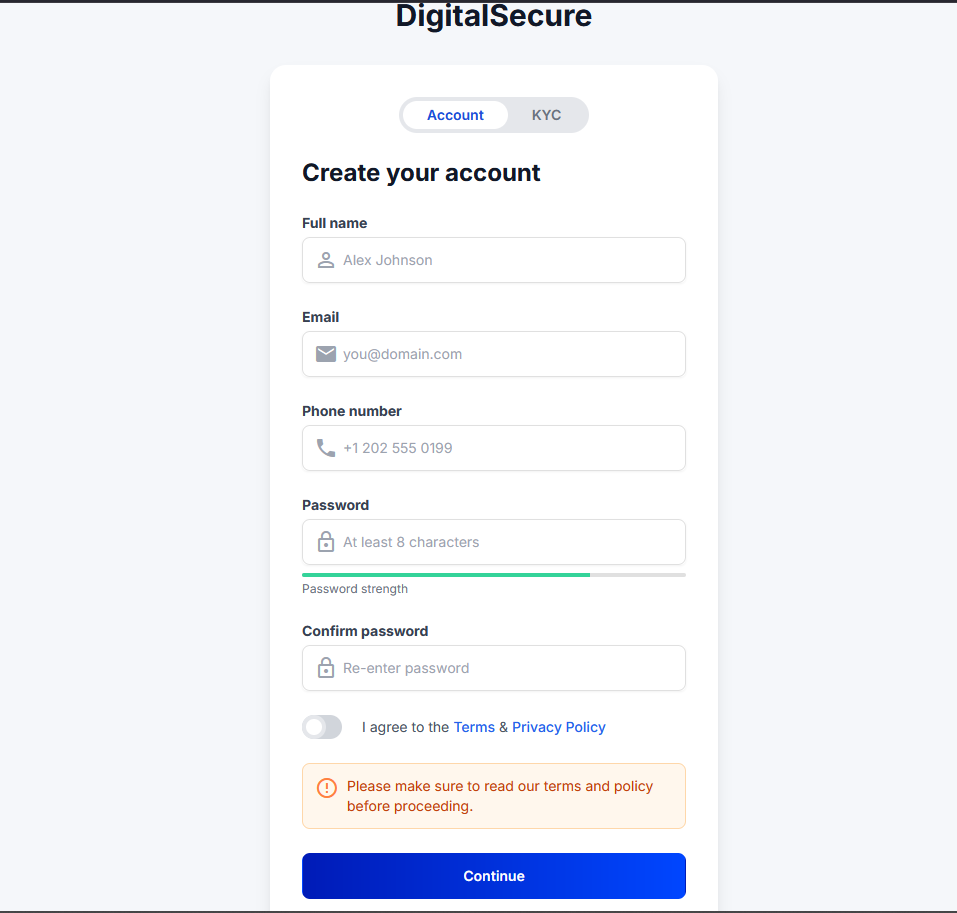 DigitalSecure
Account KYC
Create your account
Full name
Alex Johnson
Email
you@domain.com
Phone number
+1 202 555 0199
Password
At least 8 characters
Password strength
Confirm password
Re-enter password
I agree to the Terms & Privacy Policy
Please make sure to read our terms and policy
before proceeding.
Continue